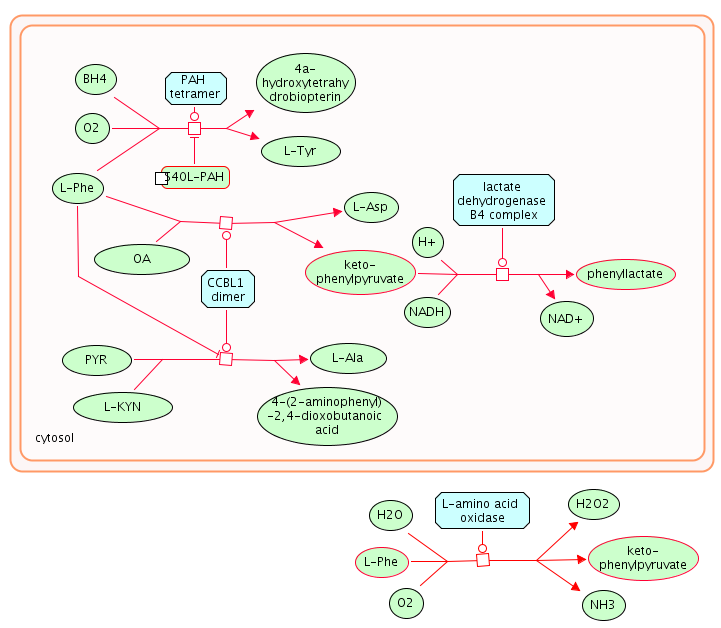 BH4
PAH
tetramer
4a-
hydroxytetrahy
drobiopterin
O2
L-Tyr
S40L-PAH
L-Phe
L-Asp
OA
CCBL1
dimer
keto-
phenylpyruvate
lactate
dehydrogenase
B4 complex
H+
phenyllactate
NADH
NAD+
PYR
L-Ala
L-KYN
4-(2-aminophenyl)
-2,4-dioxobutanoic
acid
cytosol
L-amino acid
oxidase
H2O
H2O2
L-Phe
keto-
phenylpyruvate
O2
NH3